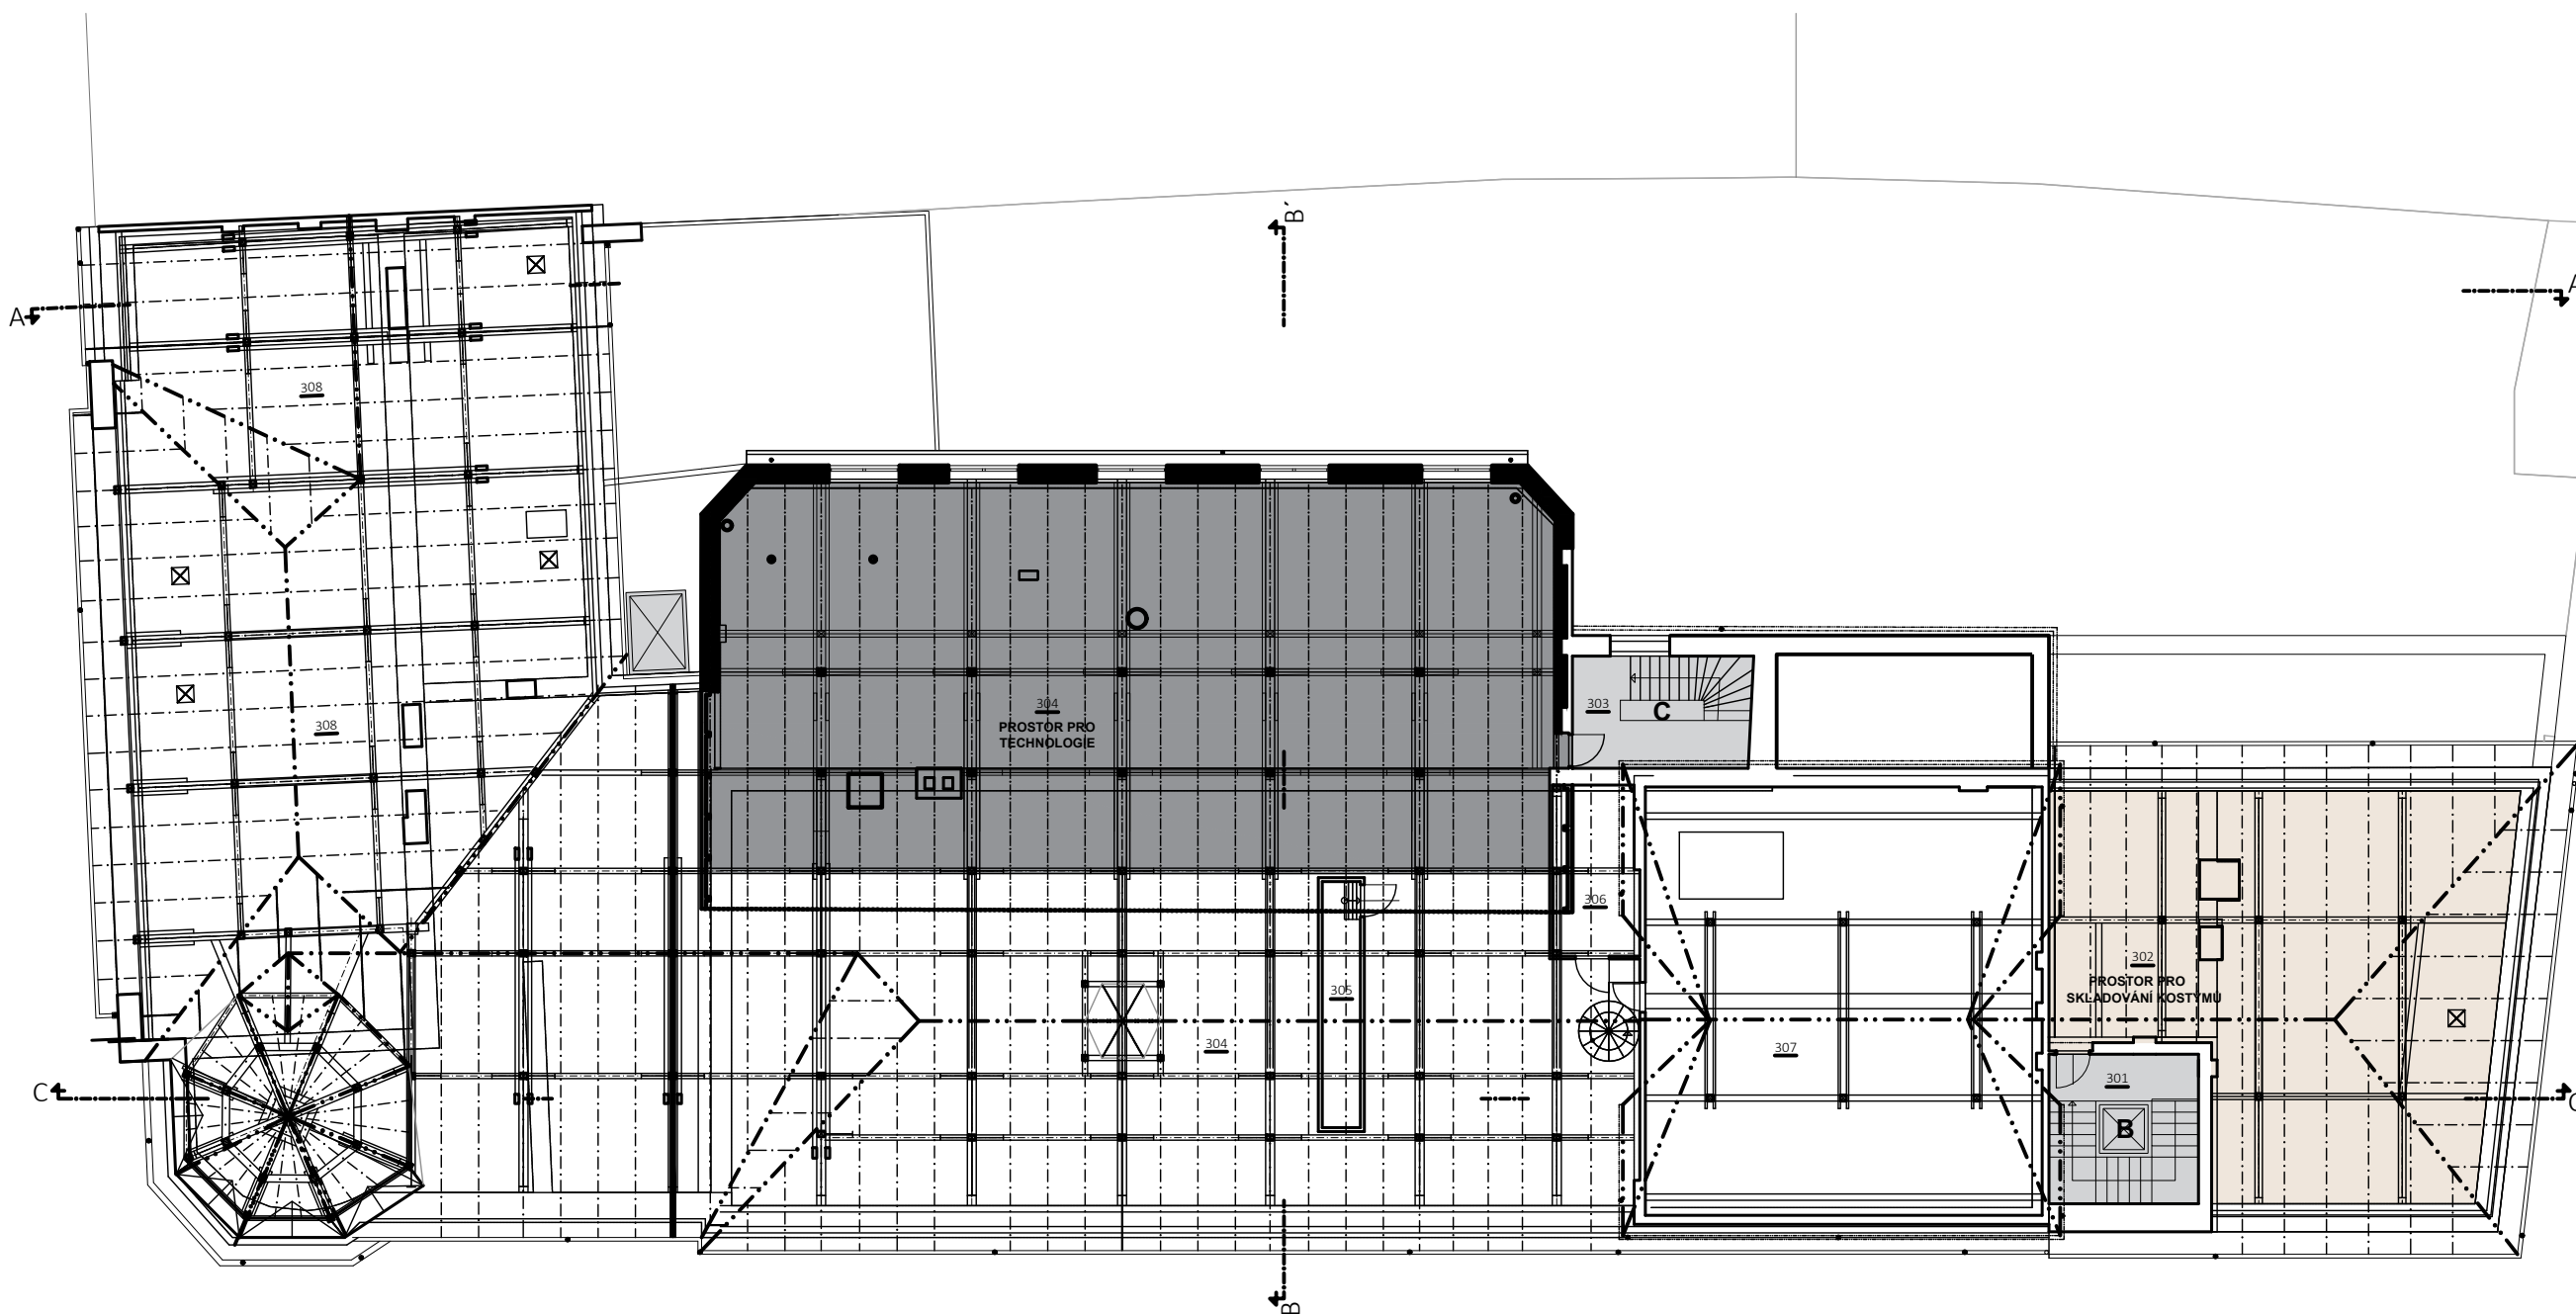 B´
A
A
308
308
304
PROSTOR PRO
TECHNOLOGIE
303
C
306
305
304
307
302
PROSTOR PRO
SKLADOVÁNÍ KOSTÝMŮ
301
B
C
C
B